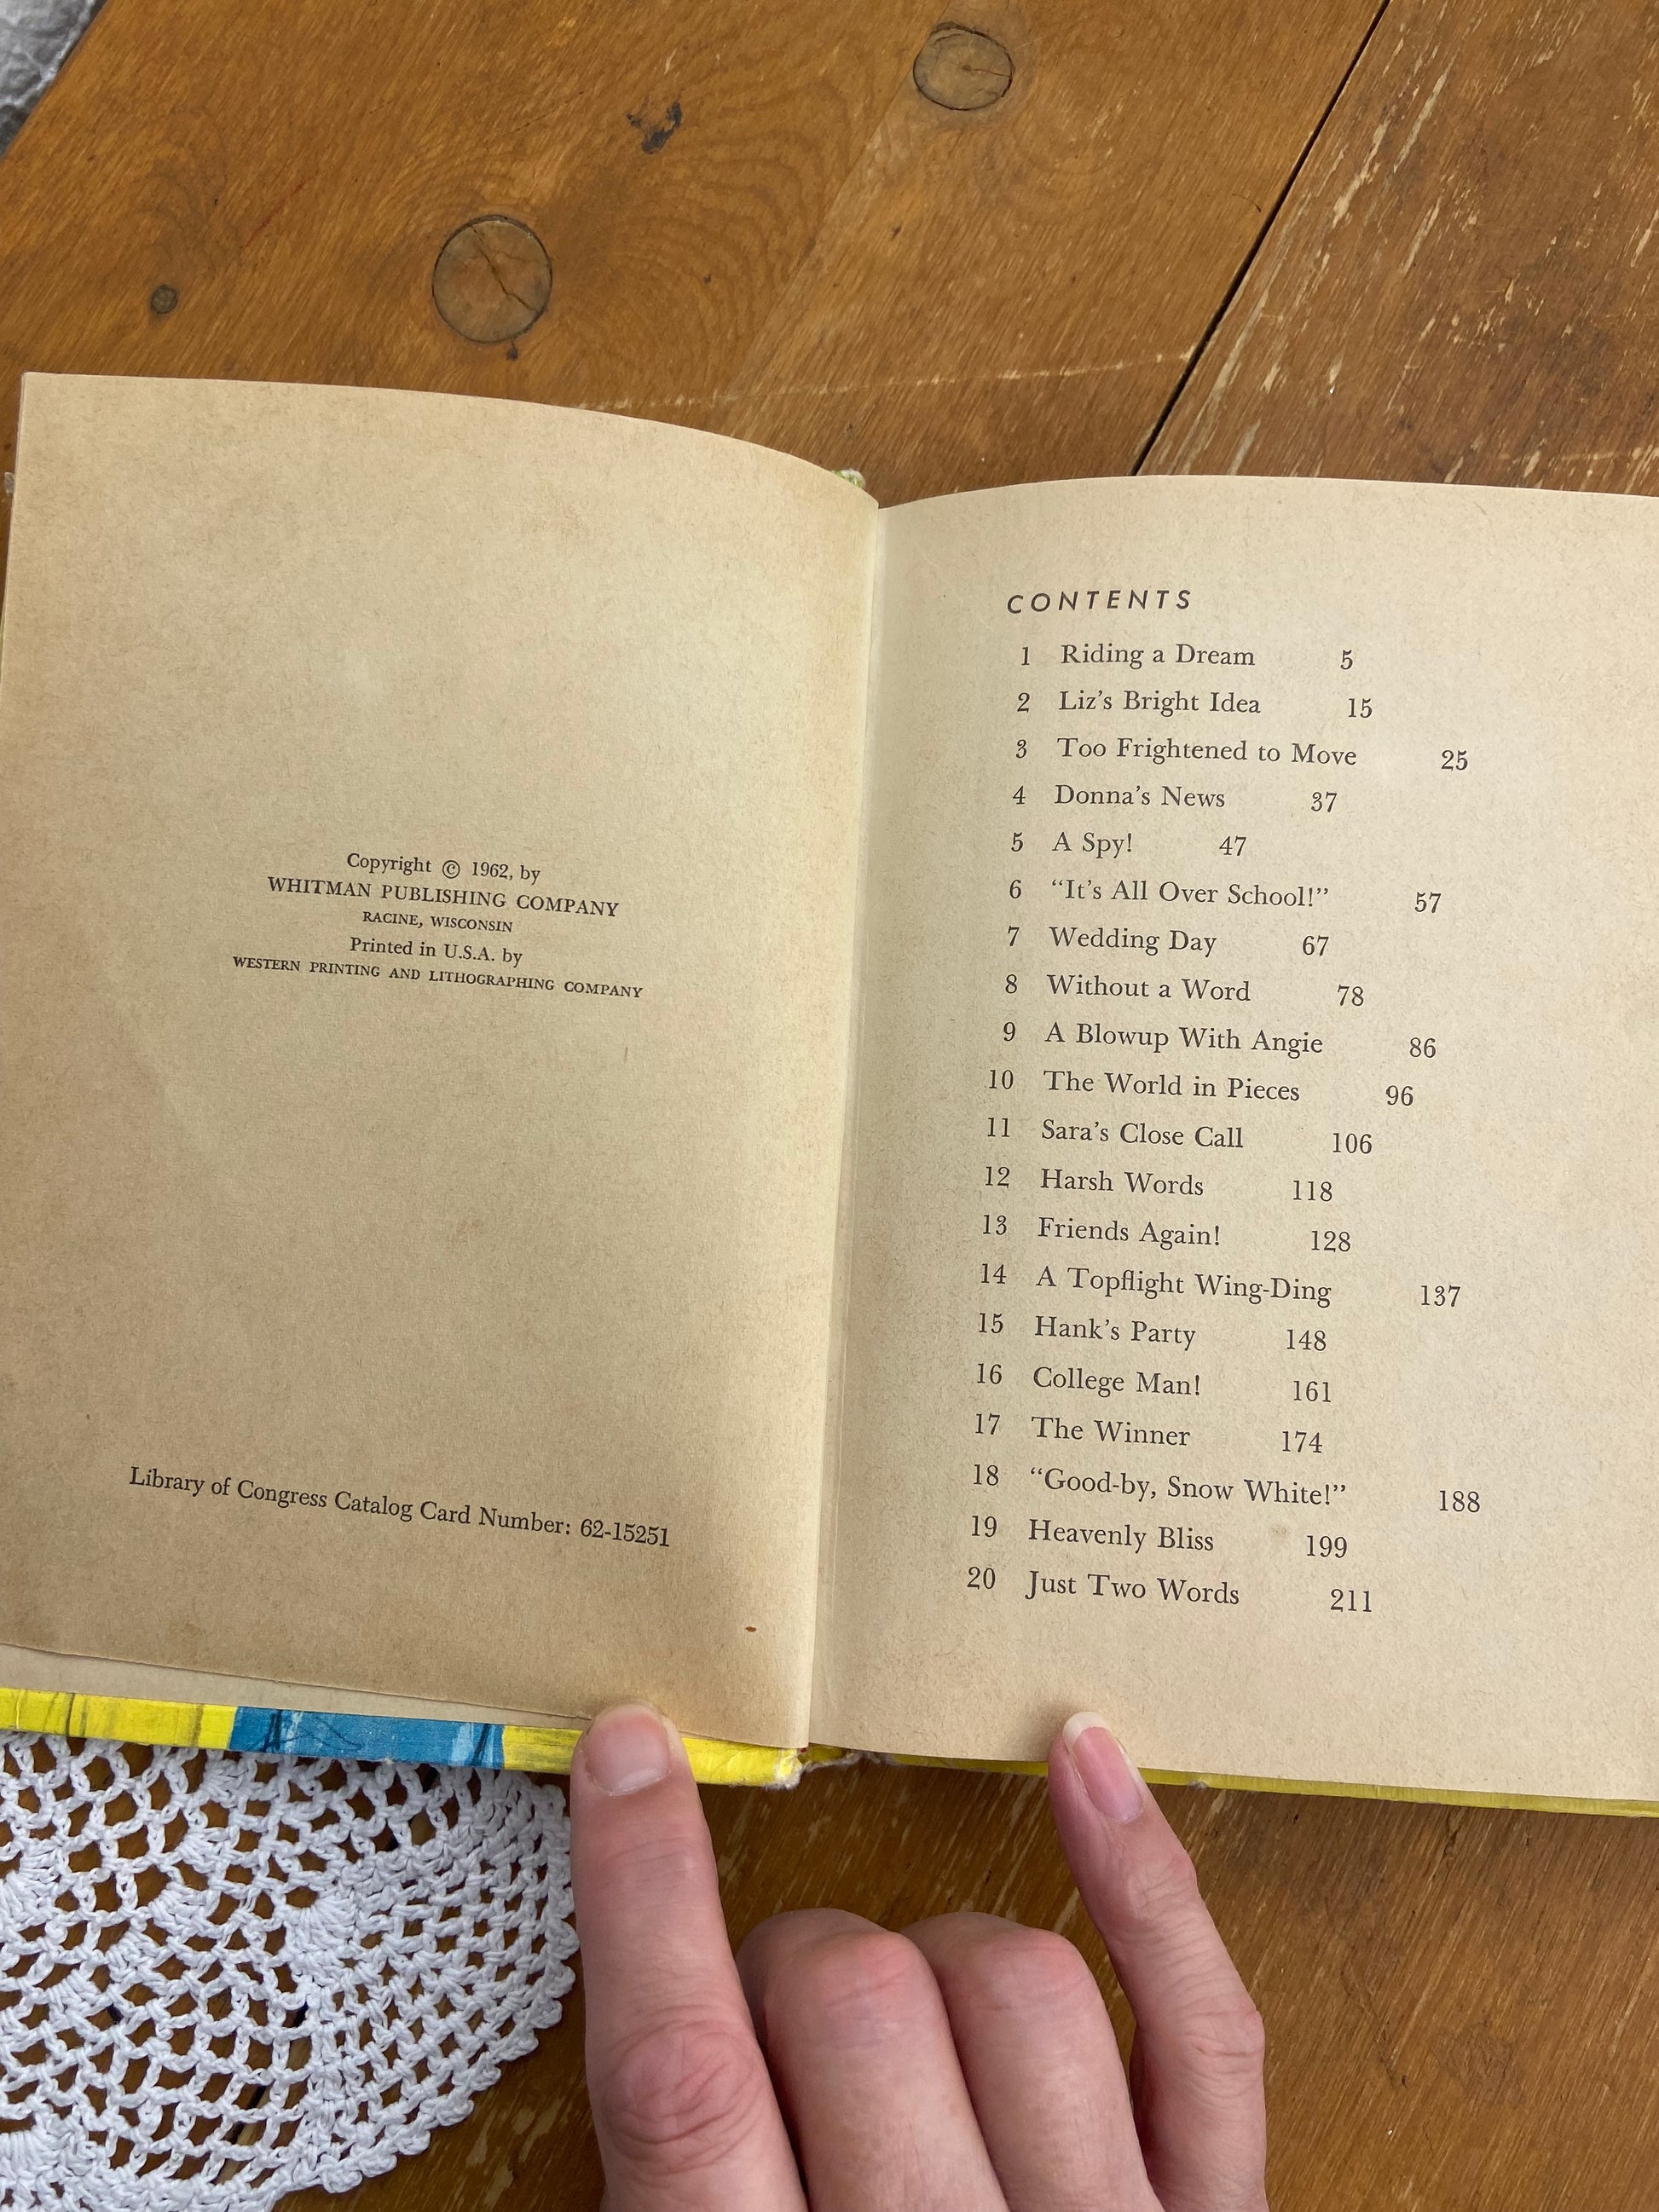 Copyright © 1962, by
WHITMAN PUBLISHING COMPANY
RACINE, WISCONSIN
Printed in U.S.A. by
WESTERN PRINTING AND LITHOGRAPHING COMPANY
Library of Congress Catalog Card Number: 62-15251
CONTENTS
1 Riding a Dream 5
2 Liz's Bright Idea 15
3 Too Frightened to Move 25
4 Donna's News 37
5 A Spy! 47
6 “It's All Over School!” 57
7 Wedding Day 67
8 Without a Word 78
9 A Blowup With Angie 86
10 The World in Pieces 96
11 Sara's Close Call 106
12 Harsh Words 118
13 Friends Again! 128
14 A Topflight Wing-Ding 137
15 Hank's Party 148
16 College Man! 161
17 The Winner 174
18 “Good-by, Snow White!” 188
19 Heavenly Bliss 199
20 Just Two Words 211